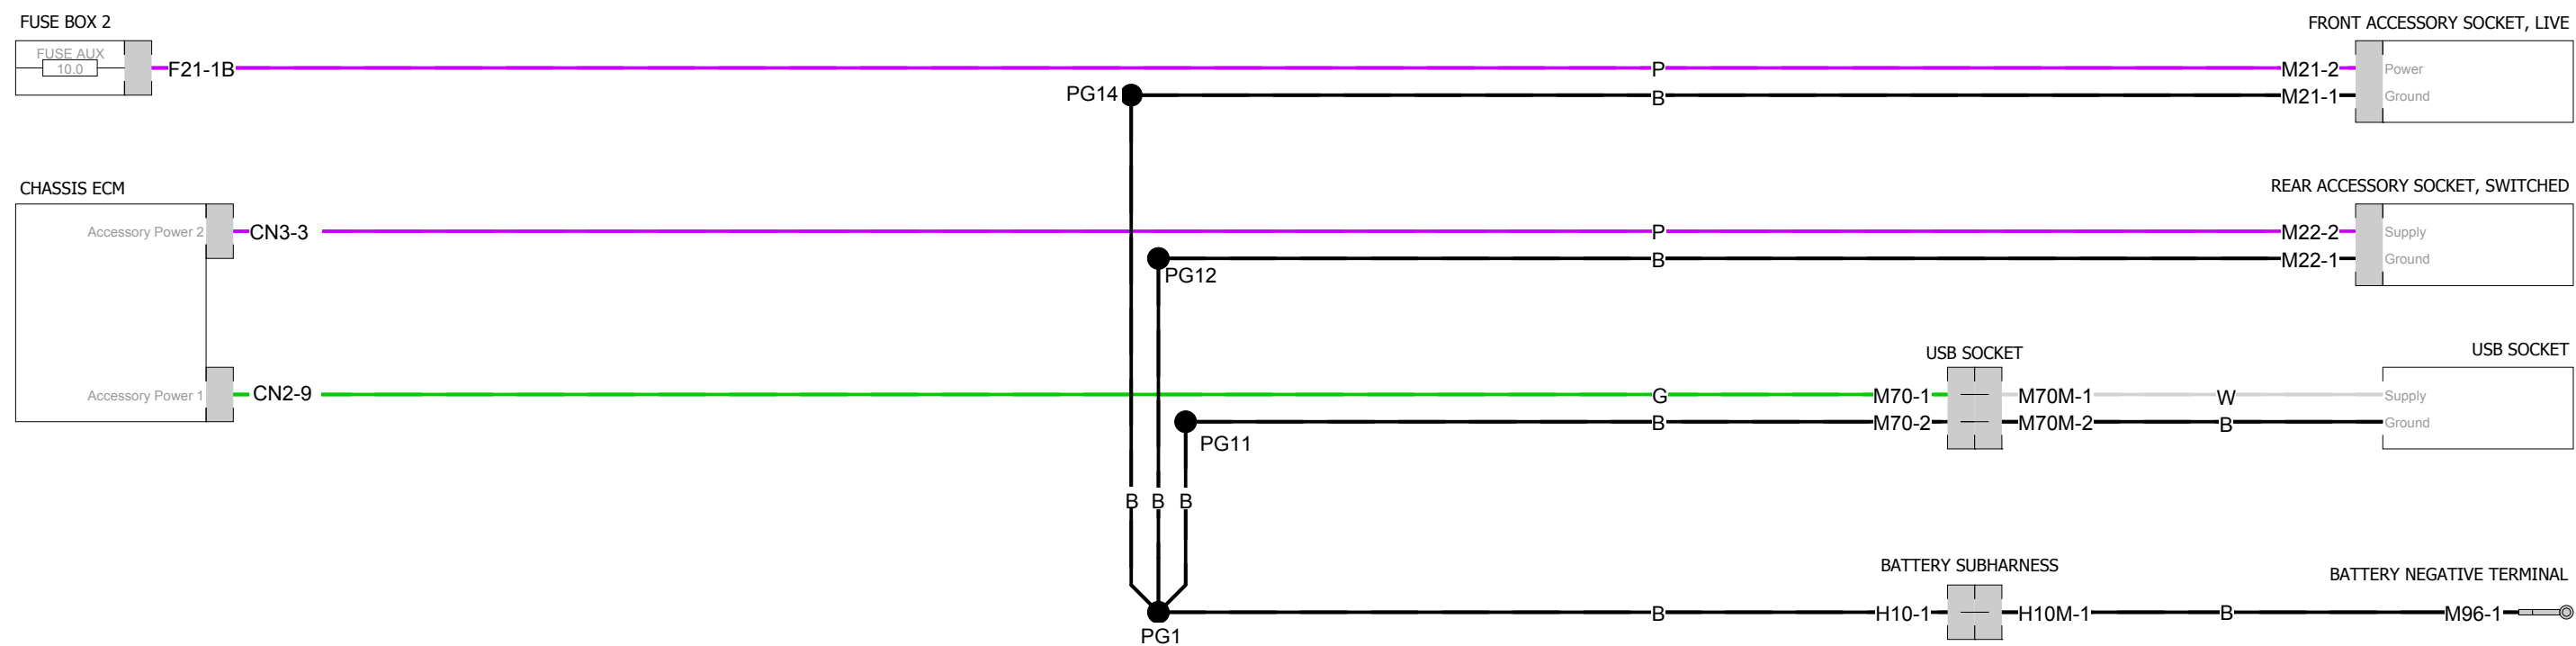 FUSE BOX 2
FRONT ACCESSORY SOCKET, LIVE
FUSE AUX
10.0
F21-1B
P
M21-2
Power
PG14
B
M21-1
Ground
CHASSIS ECM
REAR ACCESSORY SOCKET, SWITCHED
Accessory Power 2
CN3-3
P
M22-2
Supply
B
M22-1
Ground
PG12
USB SOCKET
USB SOCKET
Accessory Power 1
CN2-9
G
M70-1
M70M-1
W
Supply
B
M70-2
M70M-2
B
Ground
PG11
B B B
BATTERY SUBHARNESS
BATTERY NEGATIVE TERMINAL
B
H10-1
H10M-1
B
M96-1
PG1